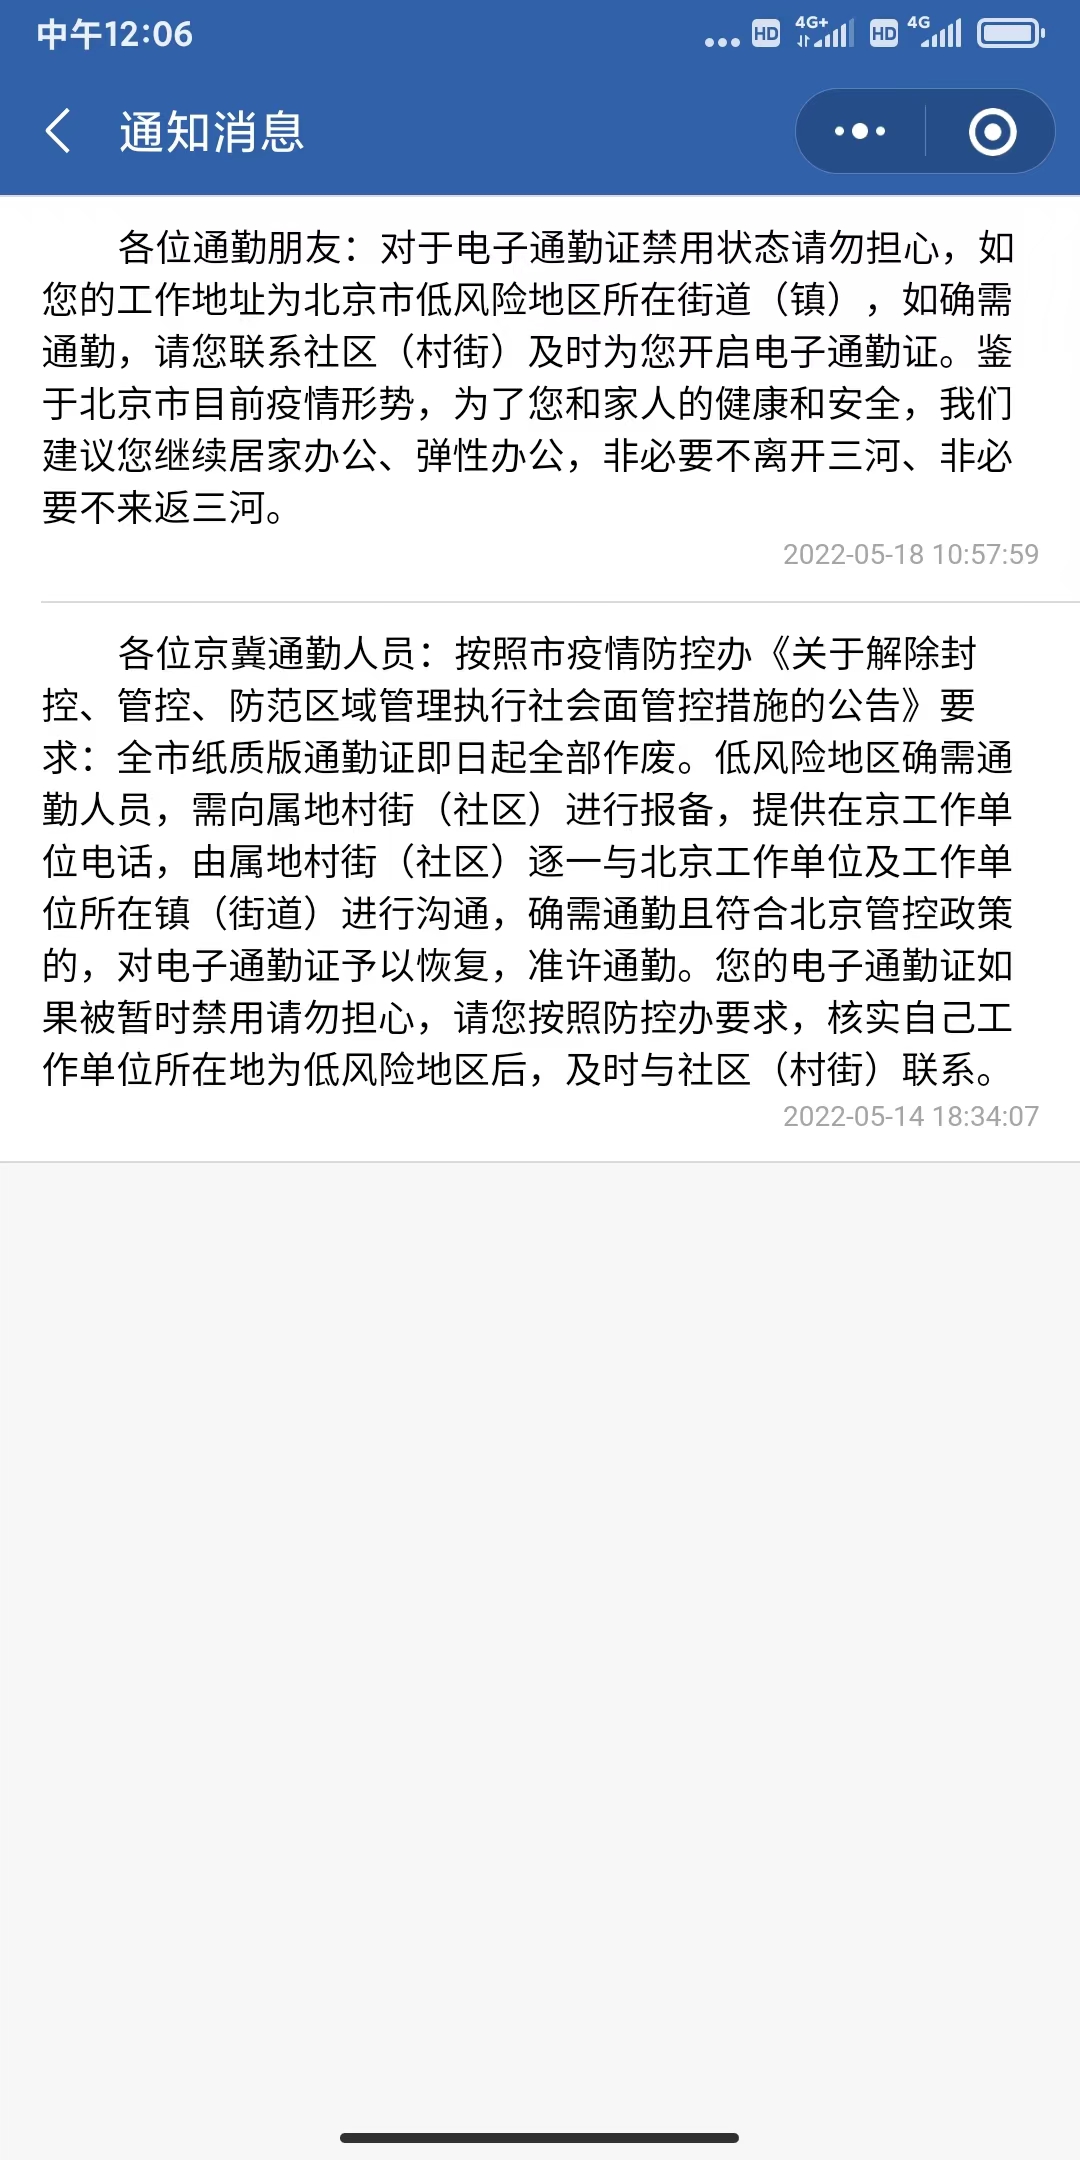 中午12:06
HD 4G+ HD 4G
通知消息
各位通勤朋友：对于电子通勤证禁用状态请勿担心，如
您的工作地址为北京市低风险地区所在街道（镇），如确需
通勤，请您联系社区（村街）及时为您开启电子通勤证。鉴
于北京市目前疫情形势，为了您和家人的健康和安全，我们
建议您继续居家办公、弹性办公，非必要不离开三河、非必
要不来返三河。
2022-05-18 10:57:59
各位京冀通勤人员：按照市疫情防控办《关于解除封
控、管控、防范区域管理执行社会面管控措施的公告》要
求：全市纸质版通勤证即日起全部作废。低风险地区确需通
勤人员，需向属地村街（社区）进行报备，提供在京工作单
位电话，由属地村街（社区）逐一与北京工作单位及工作单
位所在镇（街道）进行沟通，确需通勤且符合北京管控政策
的，对电子通勤证予以恢复，准许通勤。您的电子通勤证如
果被暂时禁用请勿担心，请您按照防控办要求，核实自己工
作单位所在地为低风险地区后，及时与社区（村街）联系。
2022-05-14 18:34:07